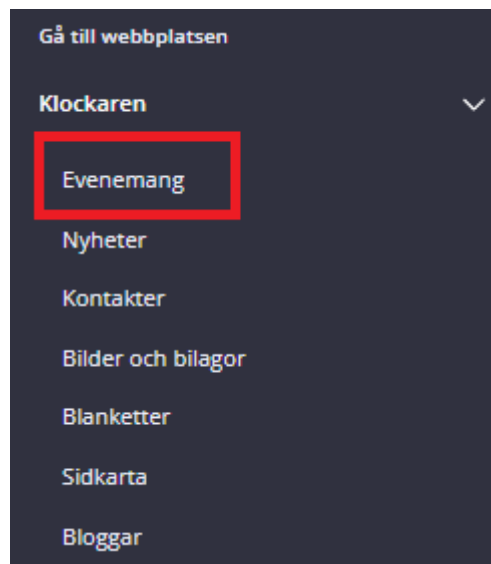 Gå till webbplatsen
Klockaren
Evenemang
Nyheter
Kontakter
Bilder och bilagor
Blanketter
Sidkarta
Bloggar